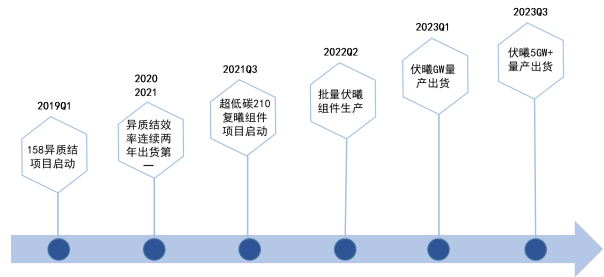 2019Q1
158异质结
项目启动
2020
2021
异质结效
率连续两
年出货第
一
2021Q3
超低碳210
复曦组件
项目启动
2022Q2
批量伏曦
组件生产
2023Q1
伏曦GW量
产出货
2023Q3
伏曦5GW+
量产出货